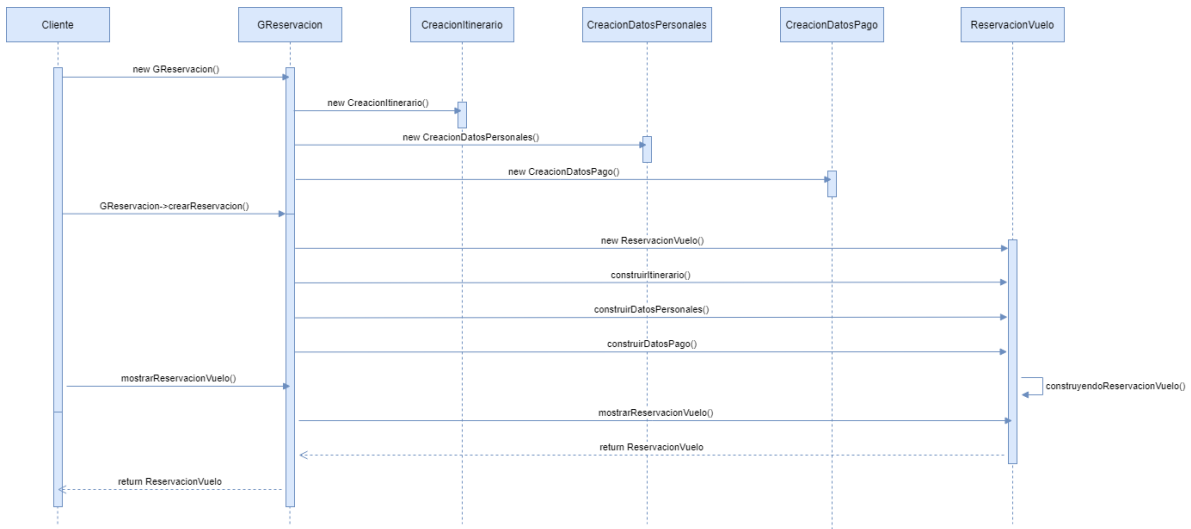 Cliente
GReservacion
CreacionItinerario
CreacionDatosPersonales
CreacionDatosPago
ReservacionVuelo
new GReservacion()
new CreacionItinerario()
new CreacionDatosPersonales()
new CreacionDatosPago()
GReservacion->crearReservacion()
new ReservacionVuelo()
construirItinerario()
construirDatosPersonales()
construirDatosPago()
mostrarReservacionVuelo()
construyendoReservacionVuelo()
mostrarReservacionVuelo()
return ReservacionVuelo
return ReservacionVuelo